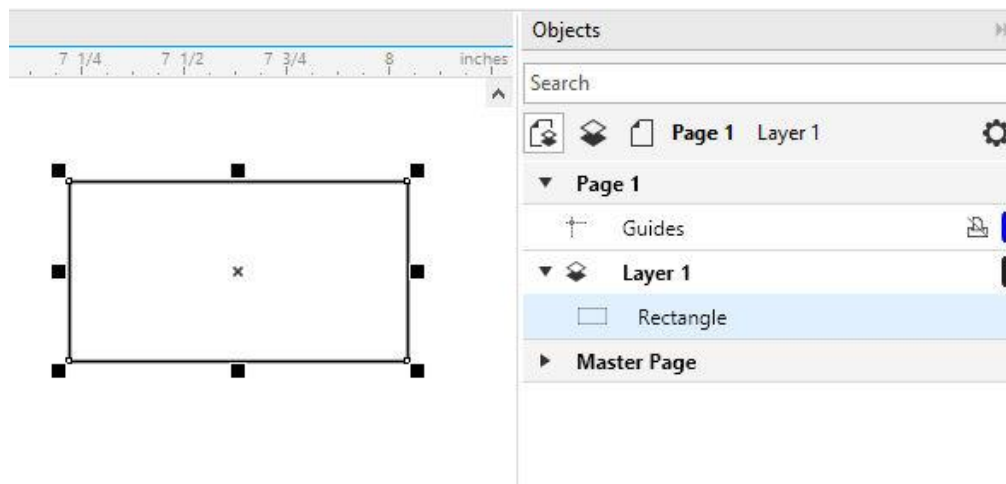 Objects
7 1/4 7 1/2 7 3/4 8 inches
Search
Page 1 Layer 1
Page 1
Guides
Layer 1
Rectangle
Master Page